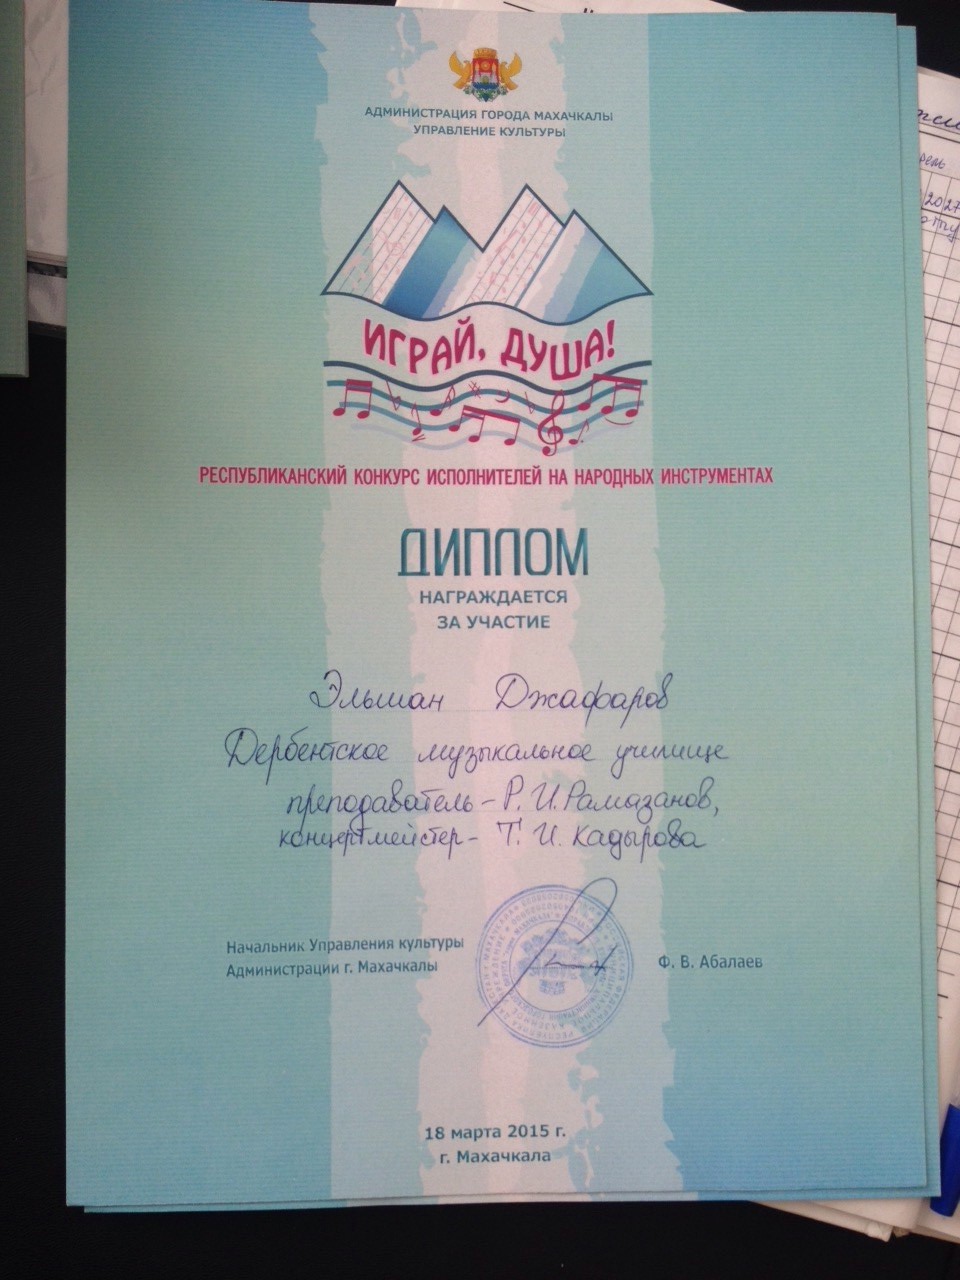 АДМИНИСТРАЦИЯ ГОРОДА МАХАЧКАЛЫ
УПРАВЛЕНИЕ КУЛЬТУРЫ
ИГРАЙ, ДУША!
РЕСПУБЛИКАНСКИЙ КОНКУРС ИСПОЛНИТЕЛЕЙ НА НАРОДНЫХ ИНСТРУМЕНТАХ
ДИПЛОМ
НАГРАЖДАЕТСЯ
ЗА УЧАСТИЕ
Эльшан Джафаров
Дербентское музыкальное училище
преподаватель - Р. И. Рамазанов,
концертмейстер - Т. И. Кадырова
Начальник Управления культуры
Администрации г. Махачкалы
Ф. В. Абалаев
18 марта 2015 г.
г. Махачкала